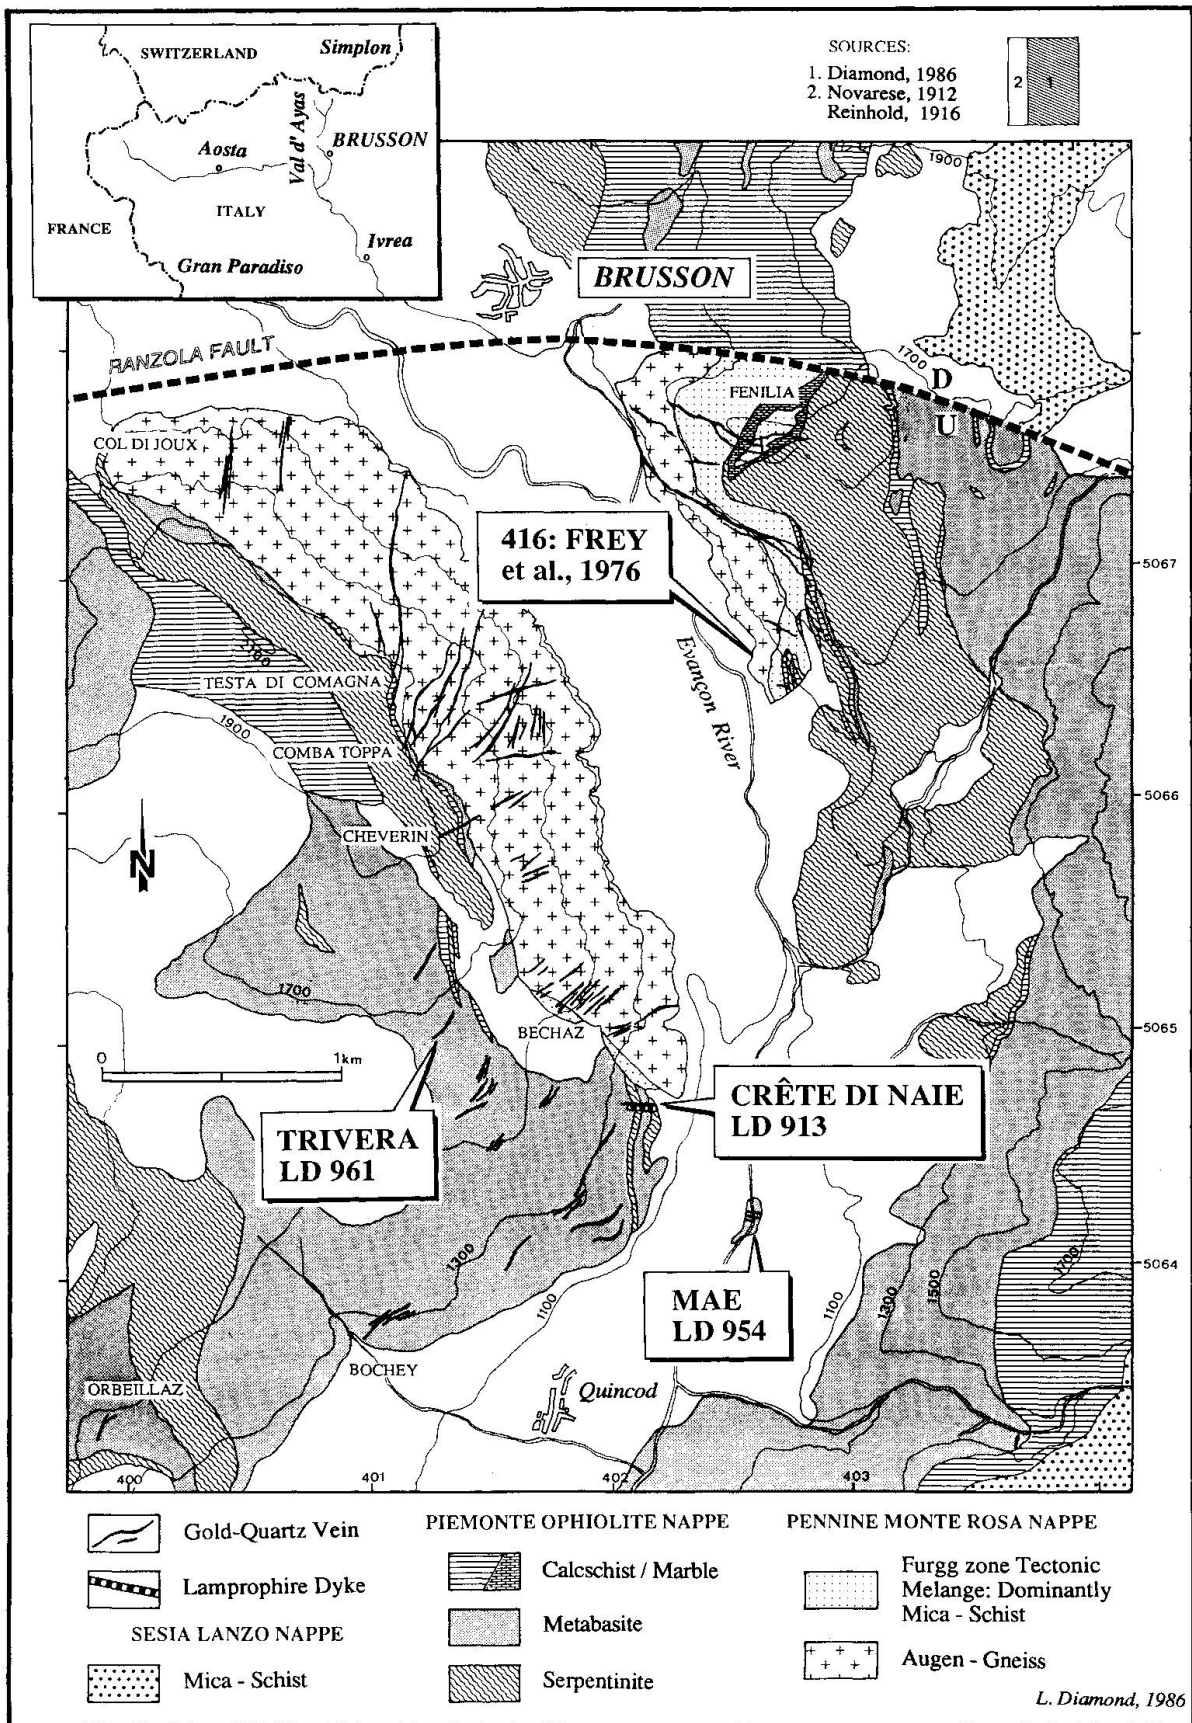 SWITZERLAND
Simplon
Val d' Ayas
BRUSSON
Aosta
ITALY
FRANCE
Ivrea
Gran Paradiso
SOURCES:
1. Diamond, 1986
2. Novarese, 1912
Reinhold, 1916
2
1
1900
BRUSSON
RANZOLA FAULT
1700
D
U
FENILIA
COL DI JOUX
416: FREY
et al., 1976
5067
Evançon River
TESTA DI COMAGNA
1900
COMBA TOPPA
5066
CHEVERIN
N
1700
BECHAZ
5065
0
1km
CRÊTE DI NAIE
LD 913
TRIVERA
LD 961
1300
5064
1700
1500
1300
1100
1100
MAE
LD 954
BOCHEY
ORBEILLAZ
Quincod
400
401
402
403
Gold-Quartz Vein
Lamprophire Dyke
SESIA LANZO NAPPE
Mica - Schist
PIEMONTE OPHIOLITE NAPPE
Calcschist / Marble
Metabasite
Serpentinite
PENNINE MONTE ROSA NAPPE
Furgg zone Tectonic
Melange: Dominantly
Mica - Schist
Augen - Gneiss
L. Diamond, 1986